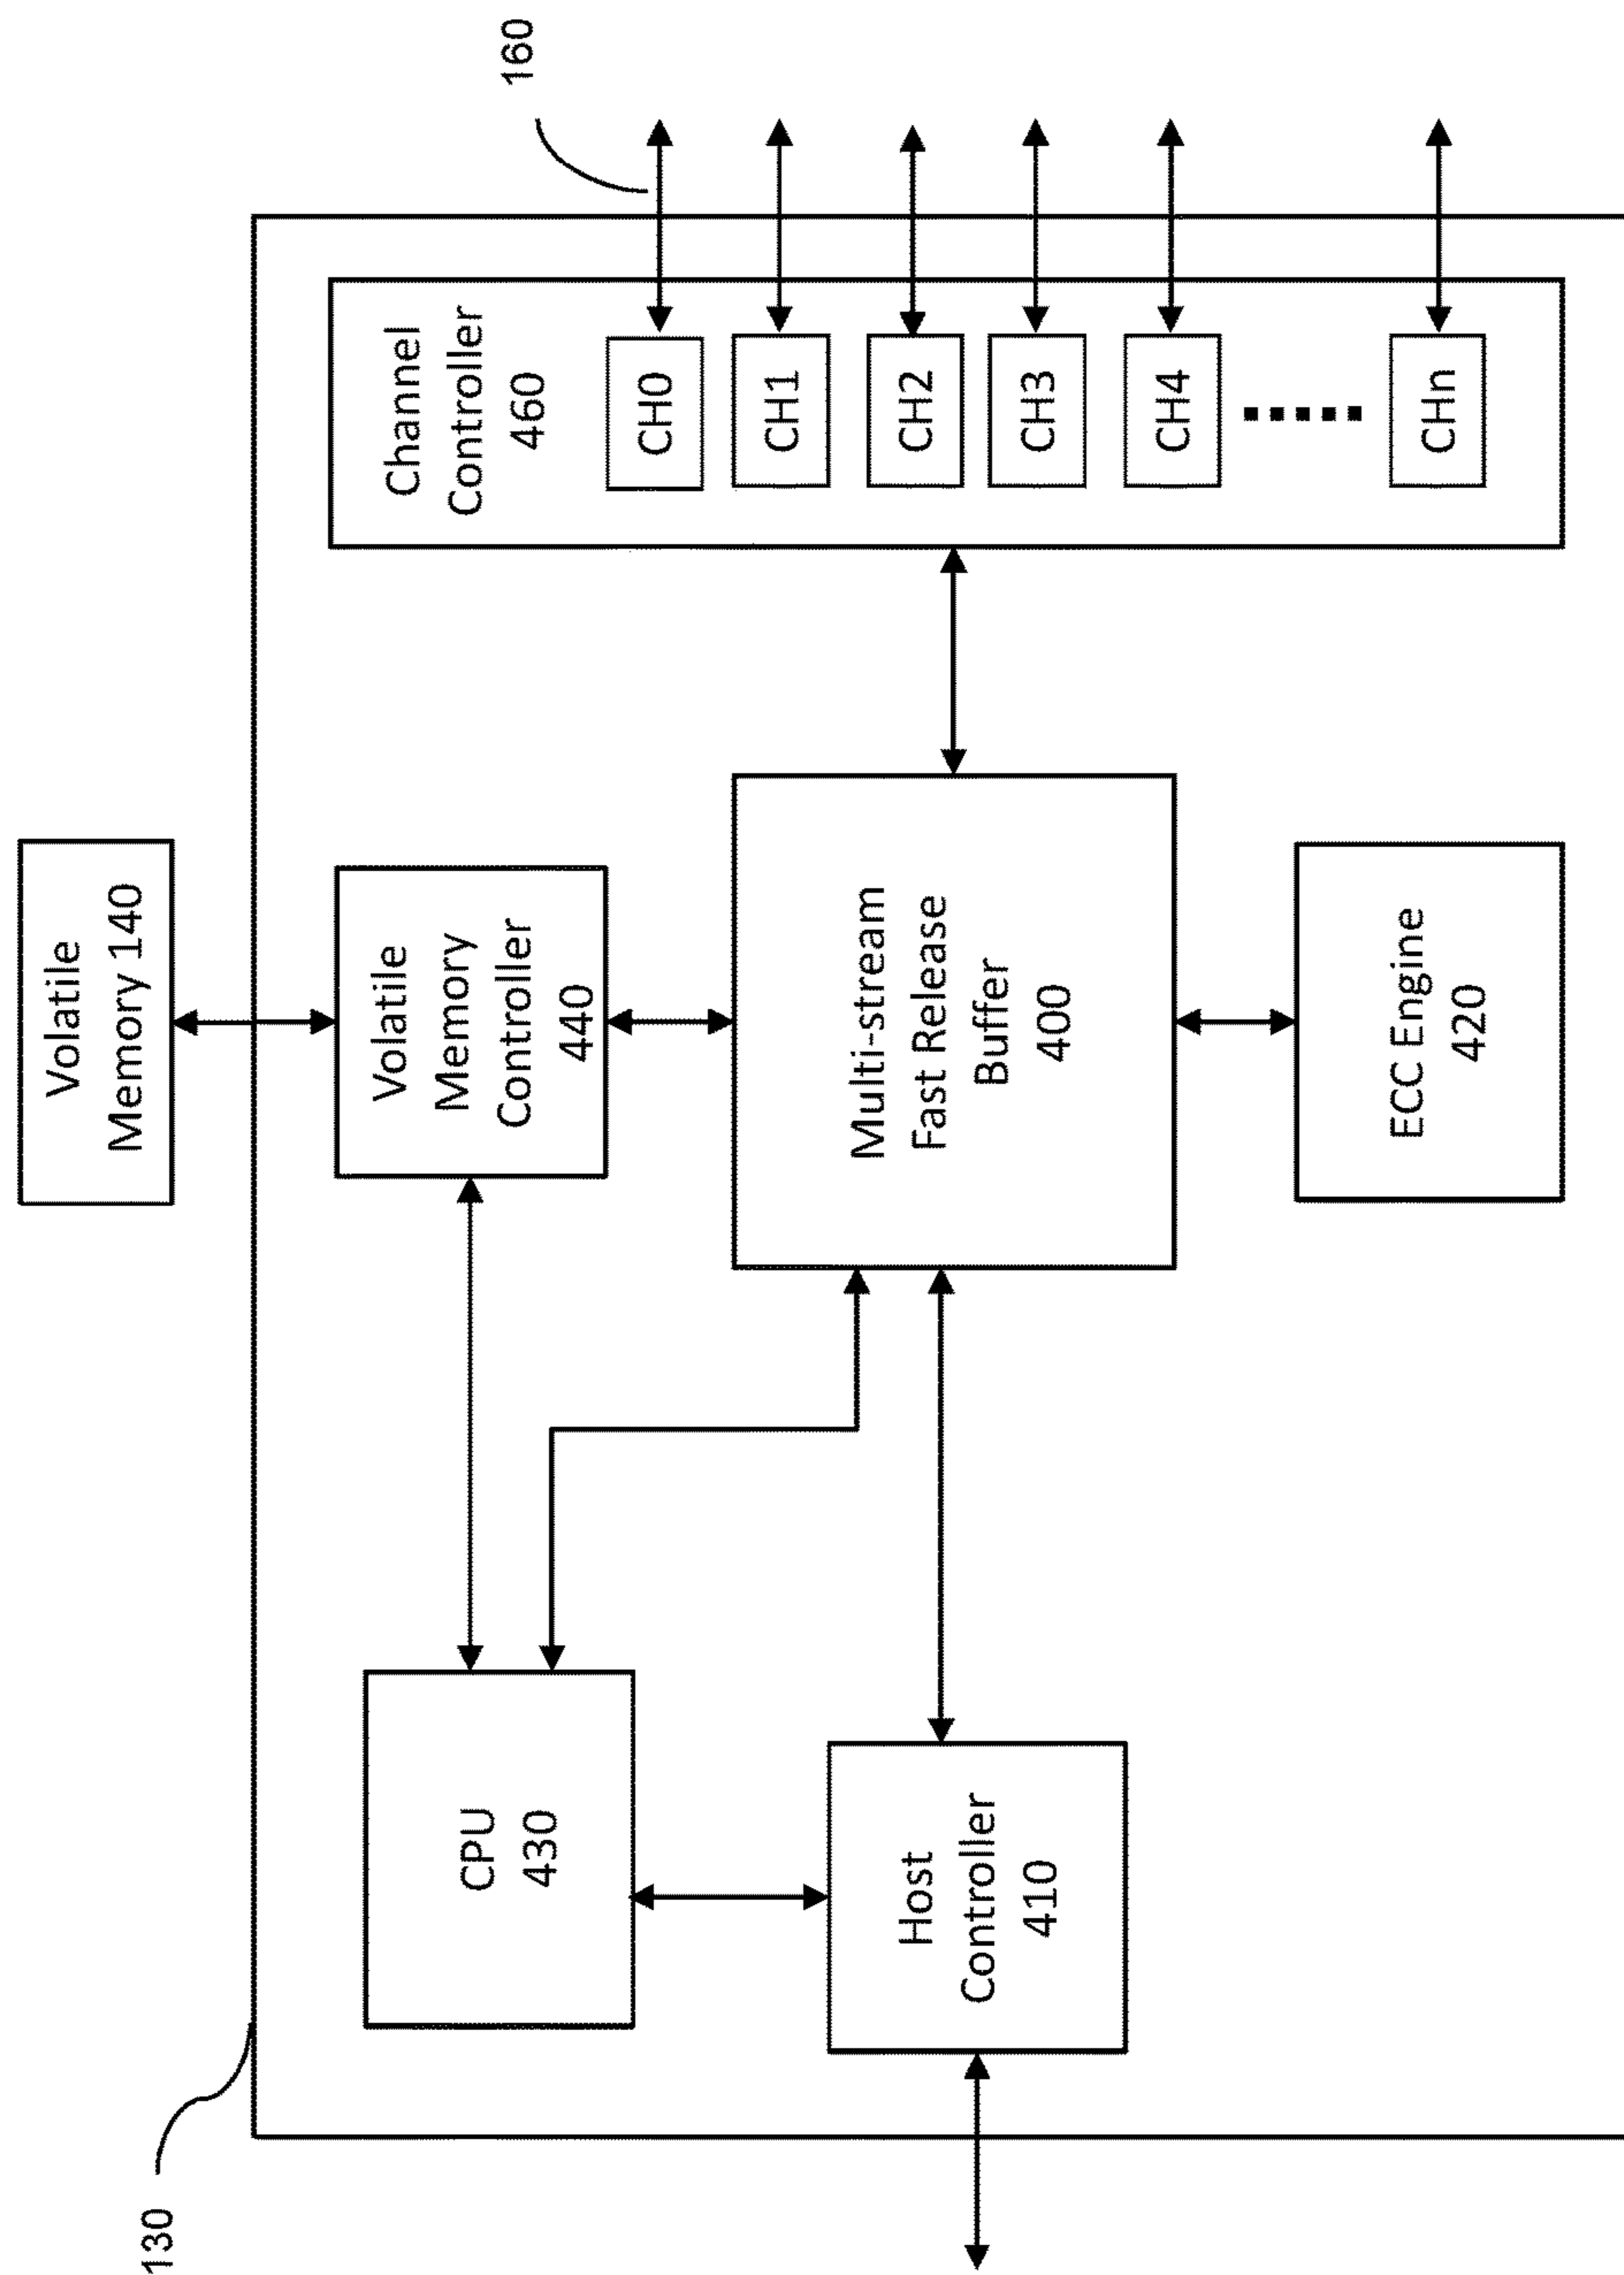 130
Volatile
Memory 140
160
CPU
430
Volatile
Memory
Controller
440
Channel
Controller
460
CH0
CH1
CH2
CH3
CH4
CHn
Host
Controller
410
Multi-stream
Fast Release
Buffer
400
ECC Engine
420